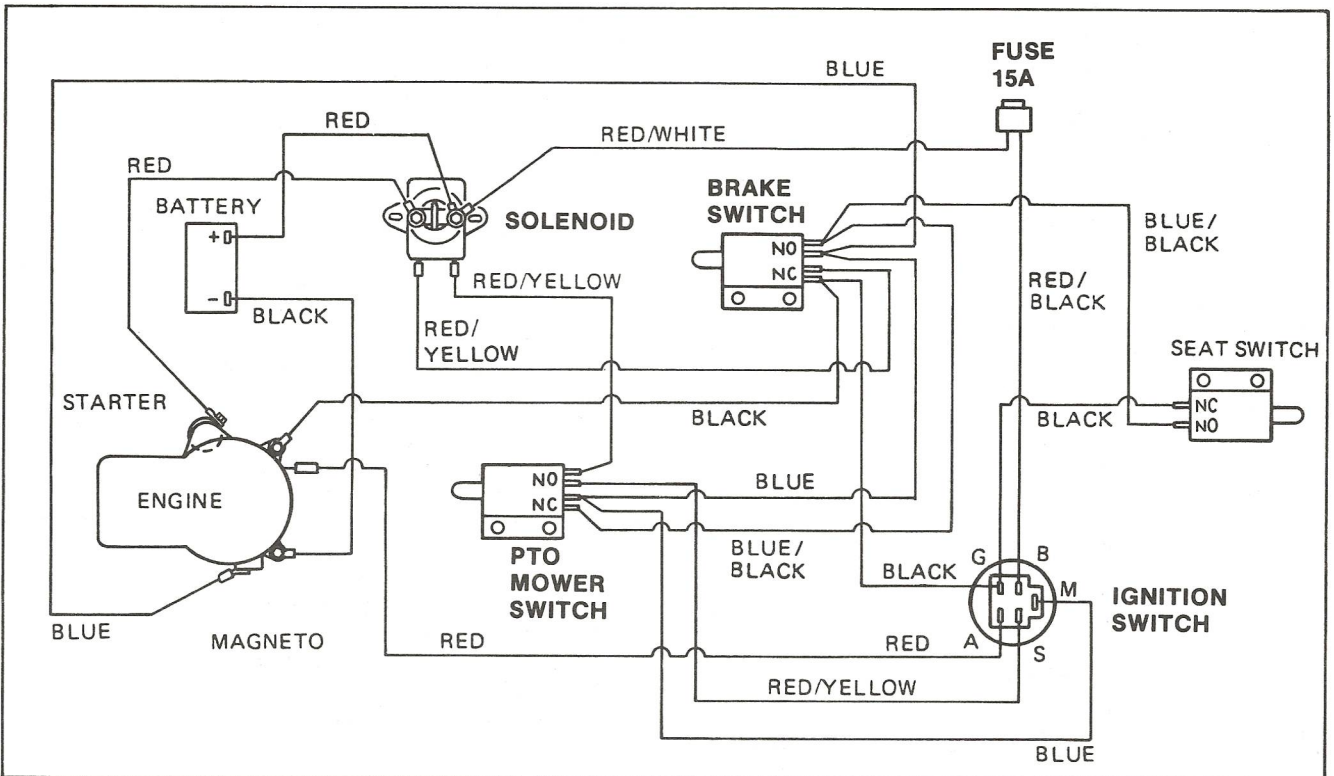 FUSE
15A
BLUE
RED
RED/WHITE
RED
BATTERY
BRAKE
SWITCH
SOLENOID
+
NO
NC
BLUE/
BLACK
RED/YELLOW
RED/
BLACK
-
BLACK
RED/
YELLOW
SEAT SWITCH
STARTER
BLACK
BLACK
NC
NO
ENGINE
NO
NC
BLUE
BLUE/
BLACK
PTO
MOWER
SWITCH
BLACK
G
B
M
A
S
IGNITION
SWITCH
BLUE
MAGNETO
RED
RED
RED/YELLOW
BLUE